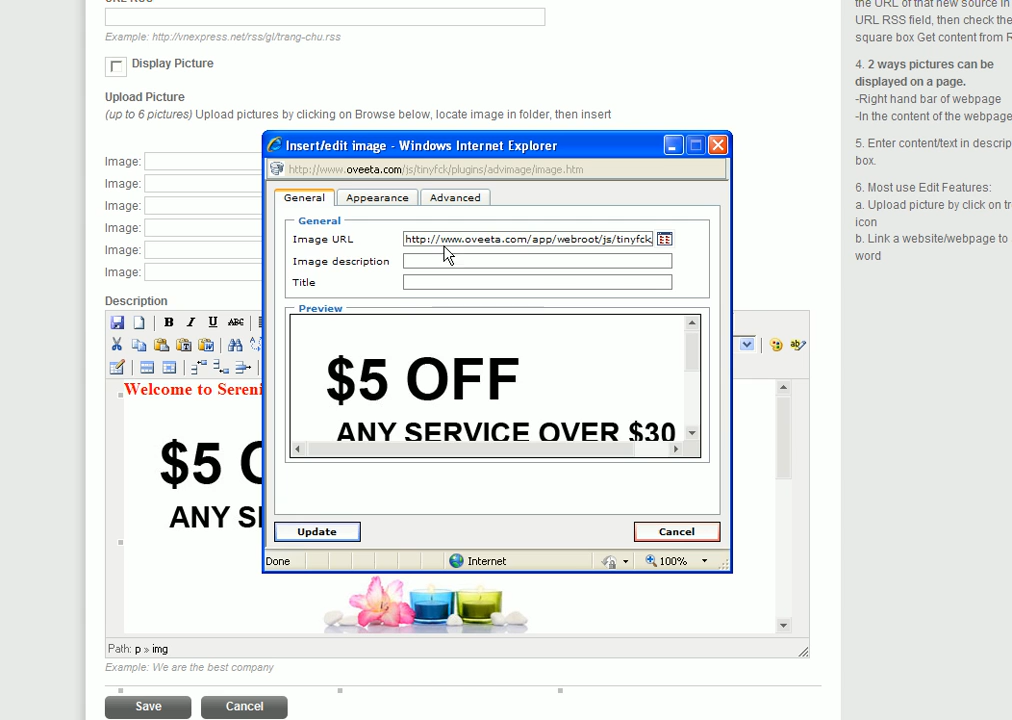 URL RSS
Example: http://vnexpress.net/rss/gl/trang-chu.rss
Display Picture
Upload Picture
(up to 6 pictures) Upload pictures by clicking on Browse below, locate image in folder, then insert
Image:
Image:
Image:
Image:
Image:
Image:
Description
B I U ABC
Welcome to Sereni
$5 O
ANY S
Path: p » img
Example: We are the best company
Save
Cancel
Insert/edit image - Windows Internet Explorer
http://www.oveeta.com/js/tinyfck/plugins/advimage/image.htm
General
Appearance
Advanced
General
Image URL
http://www.oveeta.com/app/webroot/js/tinyfck
Image description
Title
Preview
$5 OFF
ANY SERVICE OVER $30
Update
Cancel
Done
Internet
100%
the URL of that new source in
URL RSS field, then check the
square box Get content from R
4. 2 ways pictures can be
displayed on a page.
-Right hand bar of webpage
-In the content of the webpage
5. Enter content/text in descrip
box.
6. Most use Edit Features:
a. Upload picture by click on tr
icon
b. Link a website/webpage to
word